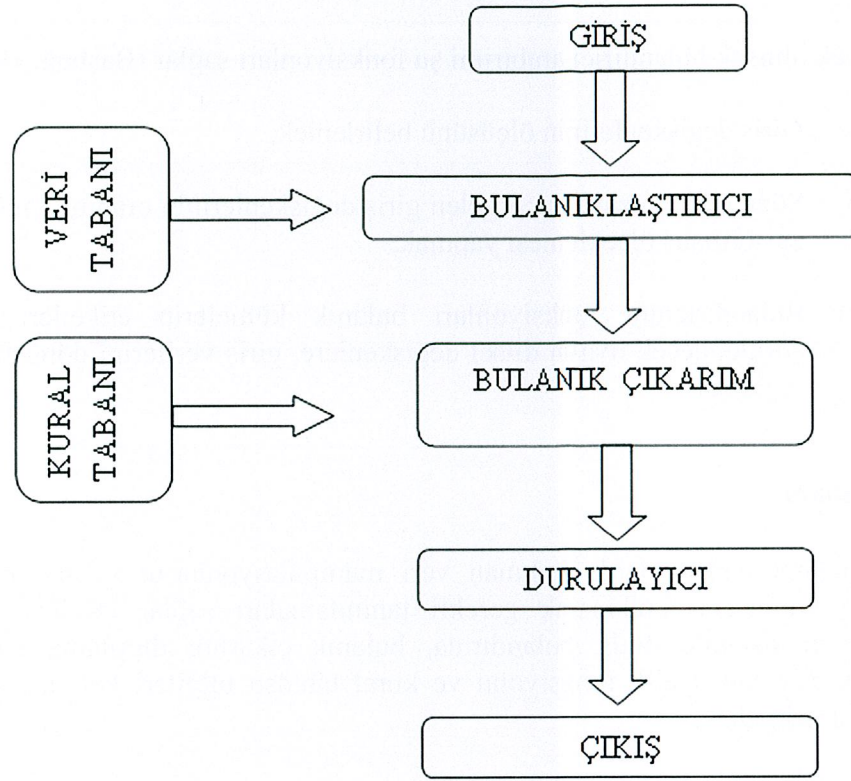 GİRİŞ
VERİ
TABANI
BULANIKLAŞTIRICI
KURAL
TABANI
BULANIK ÇIKARIM
DURULAYICI
ÇIKIŞ